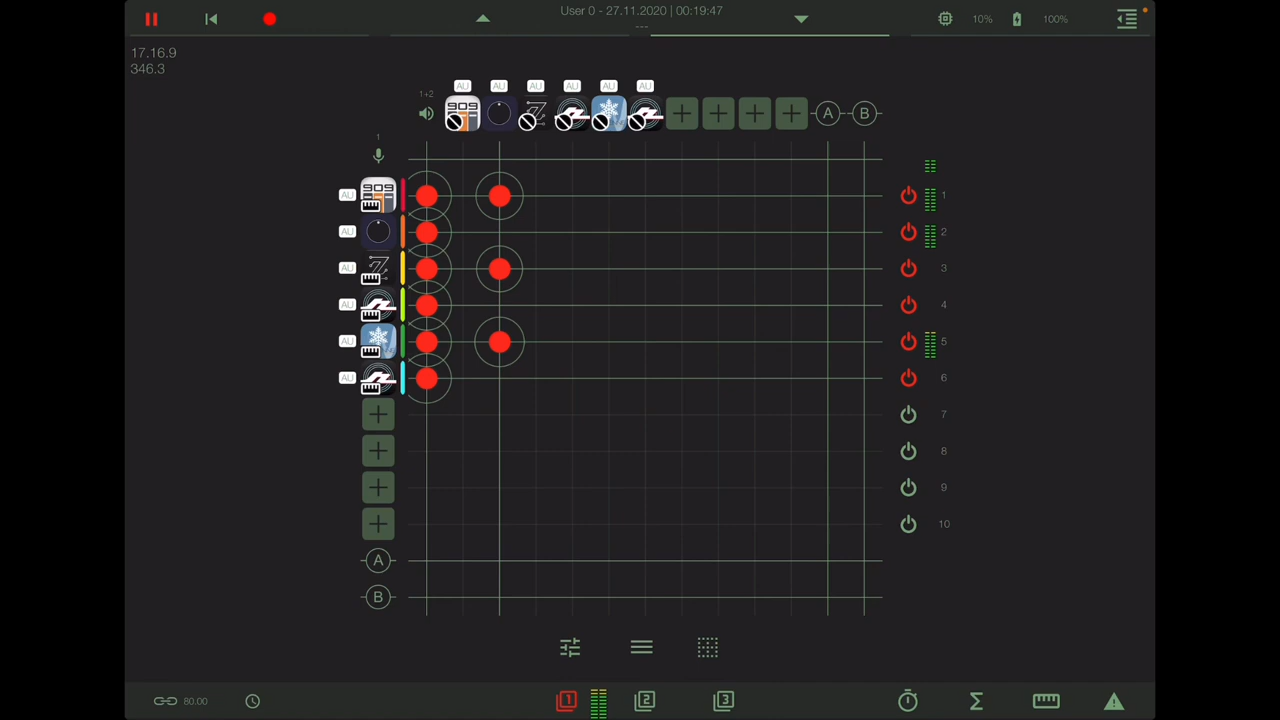 User 0 - 27.11.2020 | 00:19:47
---
10%
100%
17.16.9
346.3
AU AU AU AU AU AU
1+2
909
A B
1
AU 909 1
AU 2
AU 3
AU 4
AU 5
AU 6
7
8
9
10
A
B
80.00
1 2 3